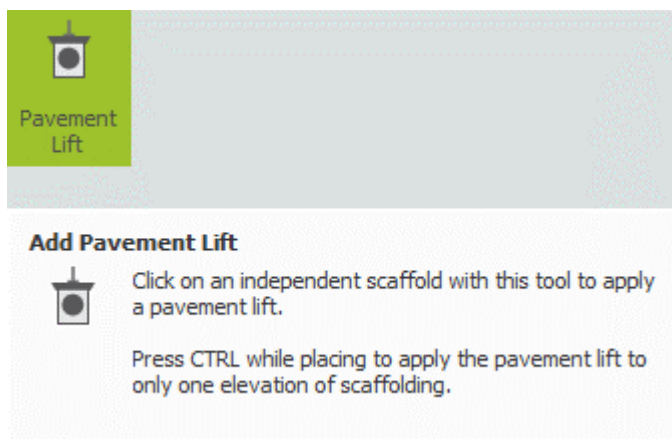 Pavement
Lift
Add Pavement Lift
Click on an independent scaffold with this tool to apply
a pavement lift.
Press CTRL while placing to apply the pavement lift to
only one elevation of scaffolding.